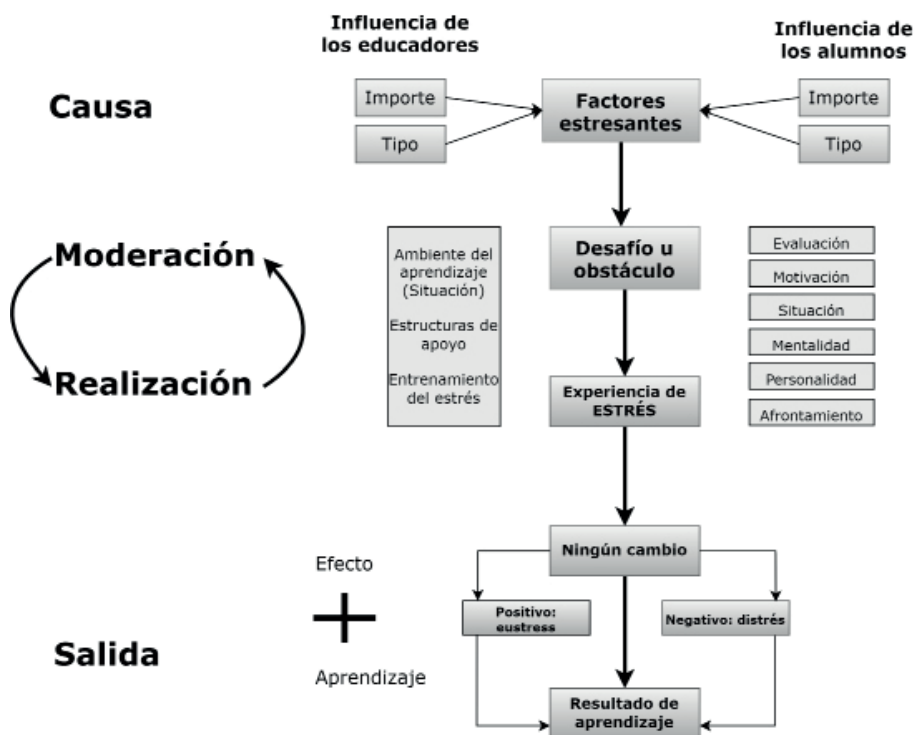 Influencia de
los educadores
Influencia de
los alumnos
Causa
Importe
Tipo
Factores
estresantes
Importe
Tipo
Moderación
Realización
Ambiente del
aprendizaje
(Situación)
Estructuras de
apoyo
Entrenamiento
del estrés
Desafío u
obstáculo
Experiencia de
ESTRÉS
Evaluación
Motivación
Situación
Mentalidad
Personalidad
Afrontamiento
Salida
Efecto
+
Aprendizaje
Ningún cambio
Positivo:
eustress
Negativo: distrés
Resultado de
aprendizaje